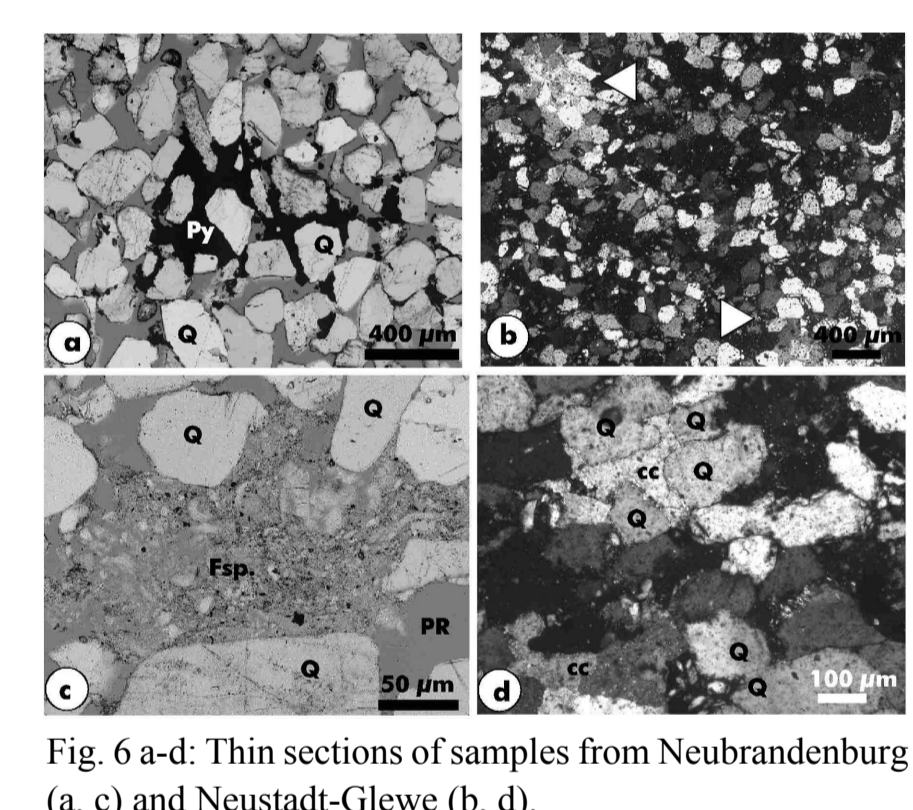 Py
Q
Q
a
400 µm
b
400 µm
Q
Q
Fsp.
PR
Q
c
50 µm
Q
Q
cc
Q
Q
Q
cc
Q
d
100 µm
Fig. 6 a-d: Thin sections of samples from Neubrandenburg
(a, c) and Neustadt-Glewe (b, d).